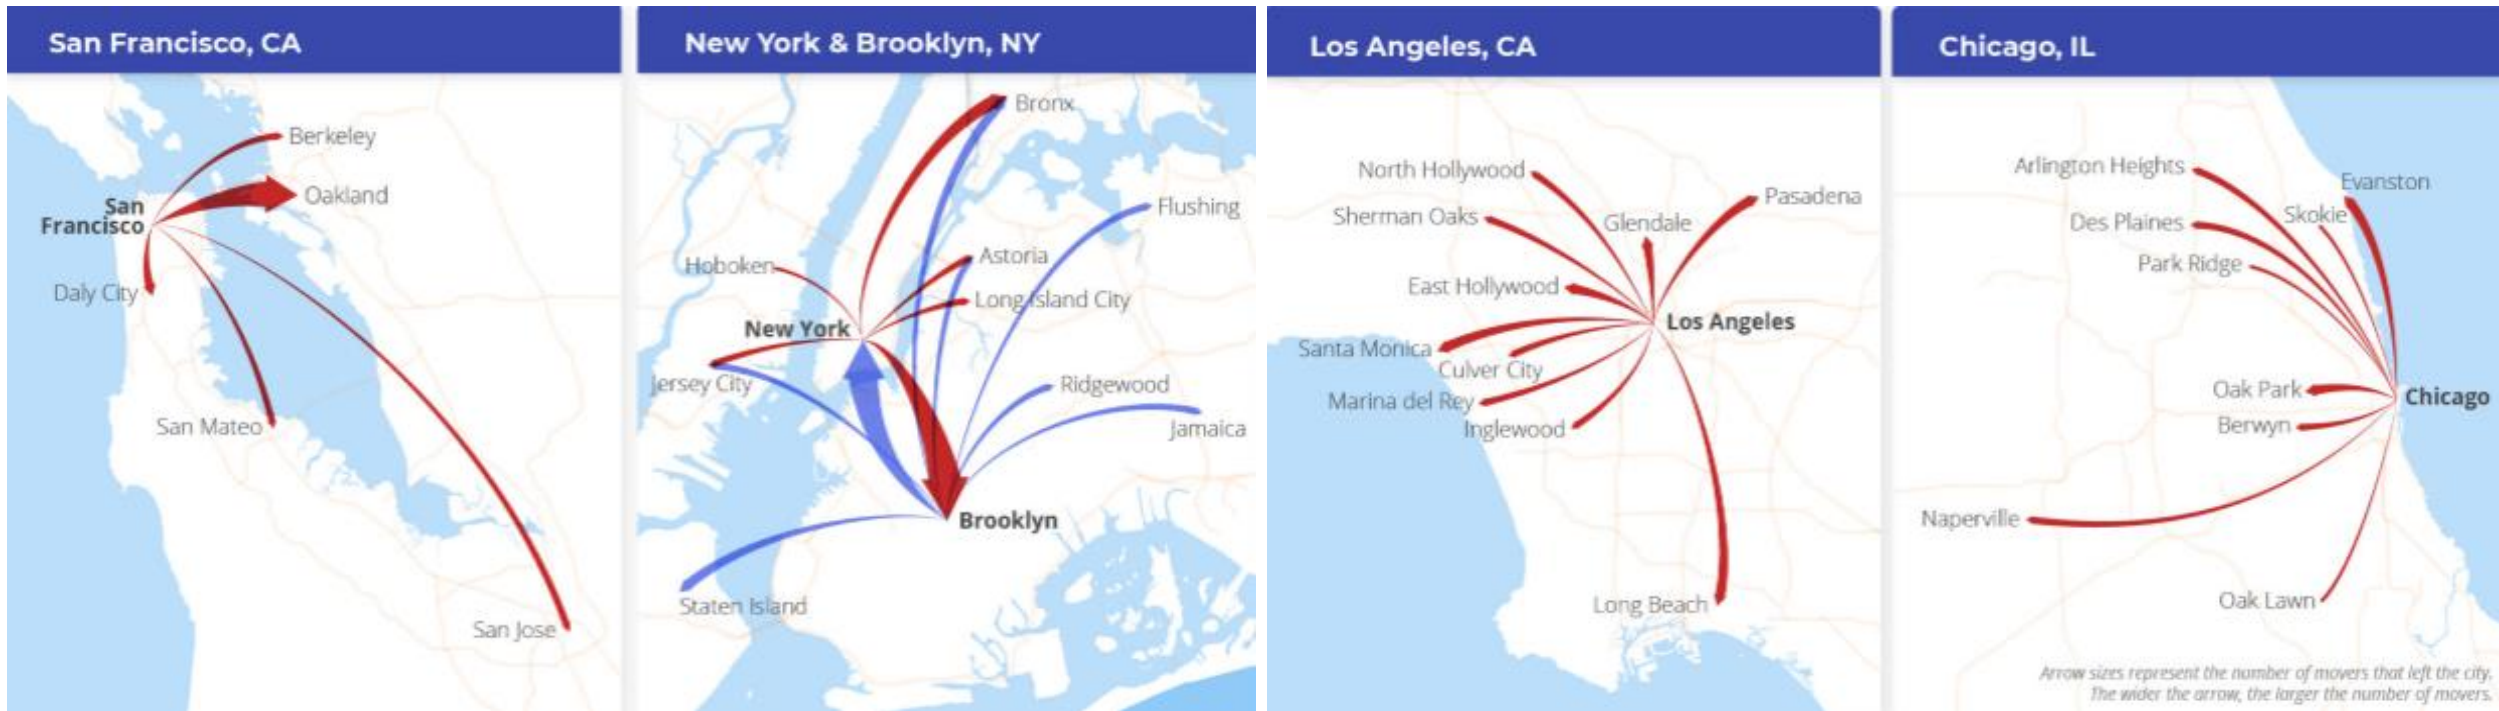 San Francisco, CA
Berkeley
Oakland
San
Francisco
Daly City
San Mateo
San Jose
New York & Brooklyn, NY
Bronx
Flushing
Astoria
Hoboken
Long Island City
New York
Jersey City
Ridgewood
Jamaica
Brooklyn
Staten Island
Los Angeles, CA
North Hollywood
Pasadena
Sherman Oaks
Glendale
East Hollywood
Los Angeles
Santa Monica
Culver City
Marina del Rey
Inglewood
Long Beach
Chicago, IL
Arlington Heights
Evanston
Skokie
Des Plaines
Park Ridge
Oak Park
Chicago
Berwyn
Naperville
Oak Lawn
Arrow sizes represent the number of movers that left the city.
The wider the arrow, the larger the number of movers.